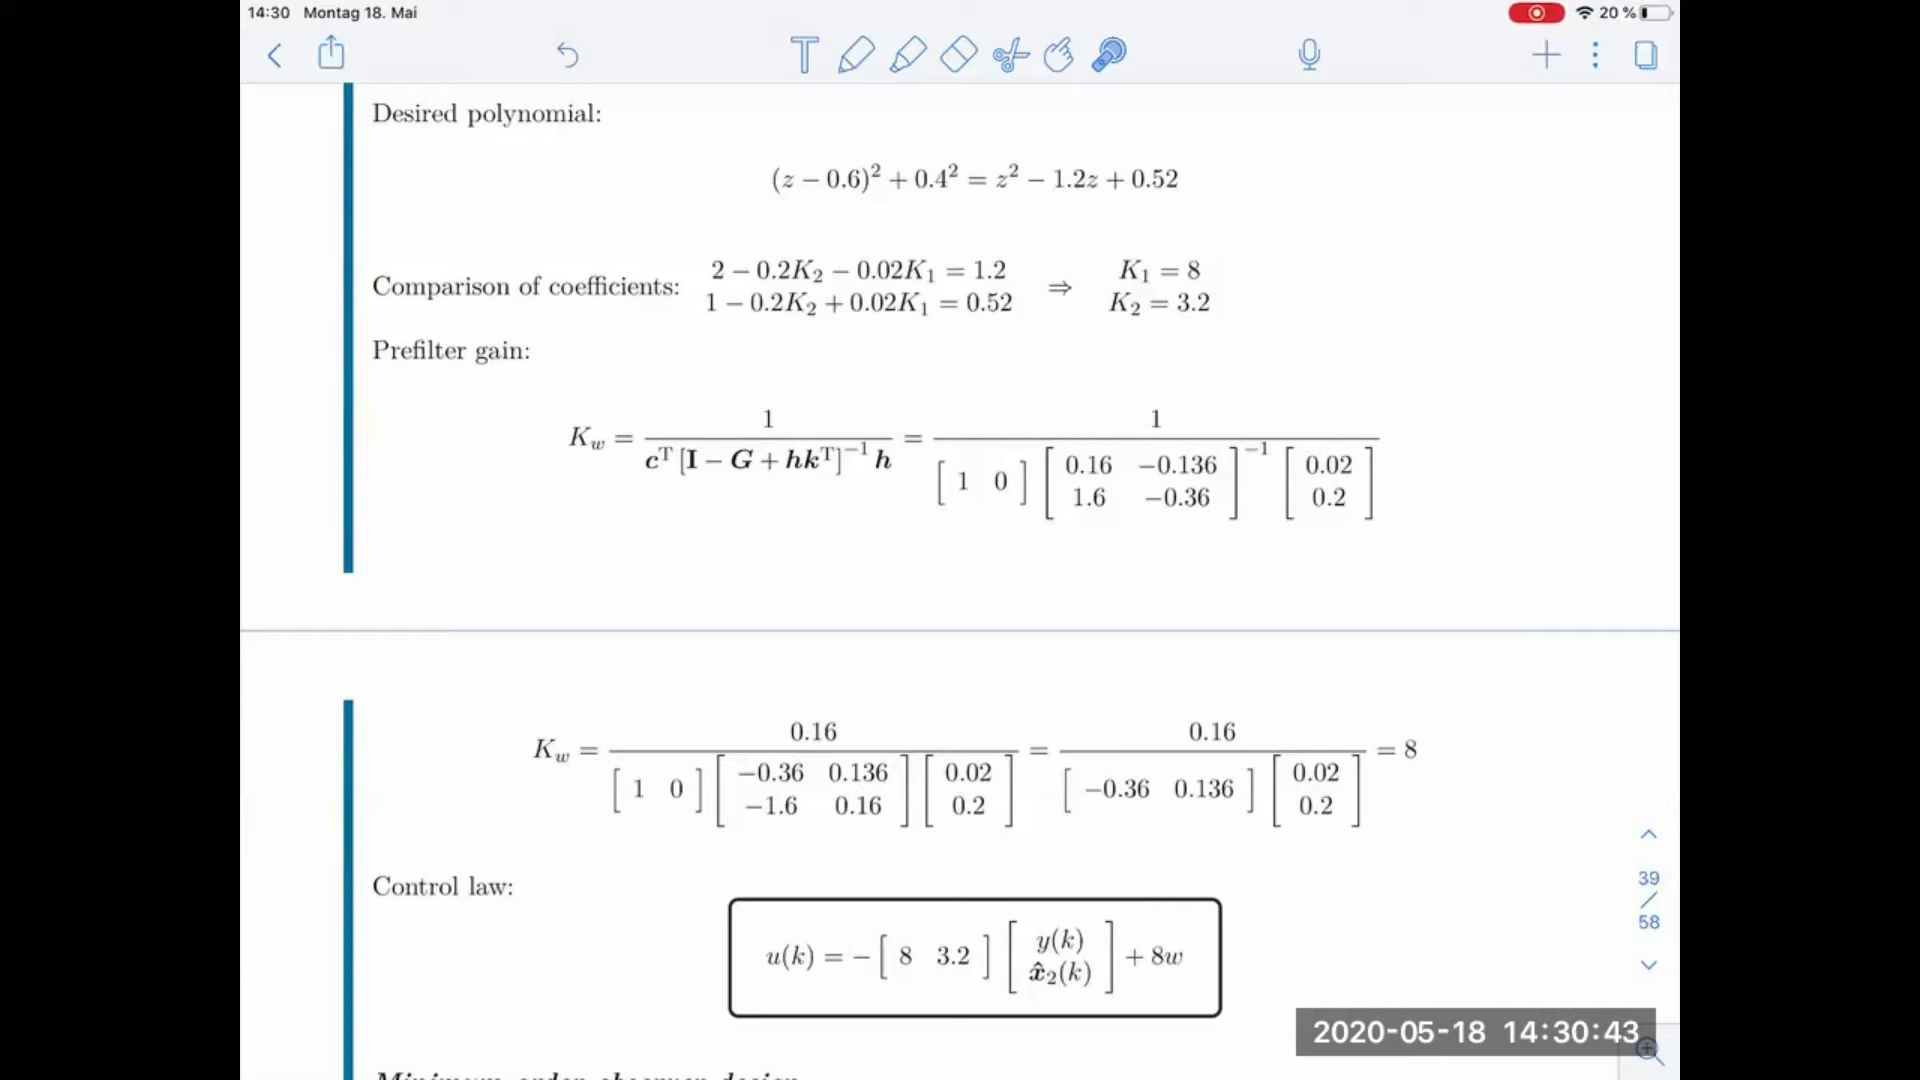 14:30 Montag 18. Mai
20 %
Desired polynomial:
(z − 0.6)² + 0.4² = z² − 1.2z + 0.52
Comparison of coefficients: 2 − 0.2K₂ − 0.02K₁ = 1.2 ⇒ K₁ = 8
1 − 0.2K₂ + 0.02K₁ = 0.52 K₂ = 3.2
Prefilter gain:
K_w = 1 / (cᵀ [I − G + hkᵀ]⁻¹ h) = 1 / ([ 1 0 ] [ 0.16 −0.136 ; 1.6 −0.36 ]⁻¹ [ 0.02 ; 0.2 ])
K_w = 0.16 / ([ 1 0 ] [ −0.36 0.136 ; −1.6 0.16 ] [ 0.02 ; 0.2 ]) = 0.16 / ([ −0.36 0.136 ] [ 0.02 ; 0.2 ]) = 8
39
/
58
Control law:
u(k) = − [ 8 3.2 ] [ y(k) ; x̂₂(k) ] + 8w
2020-05-18 14:30:43
Minimum order observer design